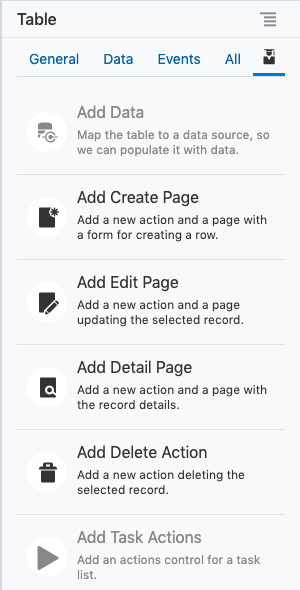 Table
General Data Events All
Add Data
Map the table to a data source, so
we can populate it with data.
Add Create Page
Add a new action and a page with
a form for creating a row.
Add Edit Page
Add a new action and a page
updating the selected record.
Add Detail Page
Add a new action and a page with
the record details.
Add Delete Action
Add a new action deleting the
selected record.
Add Task Actions
Add an actions control for a task
list.